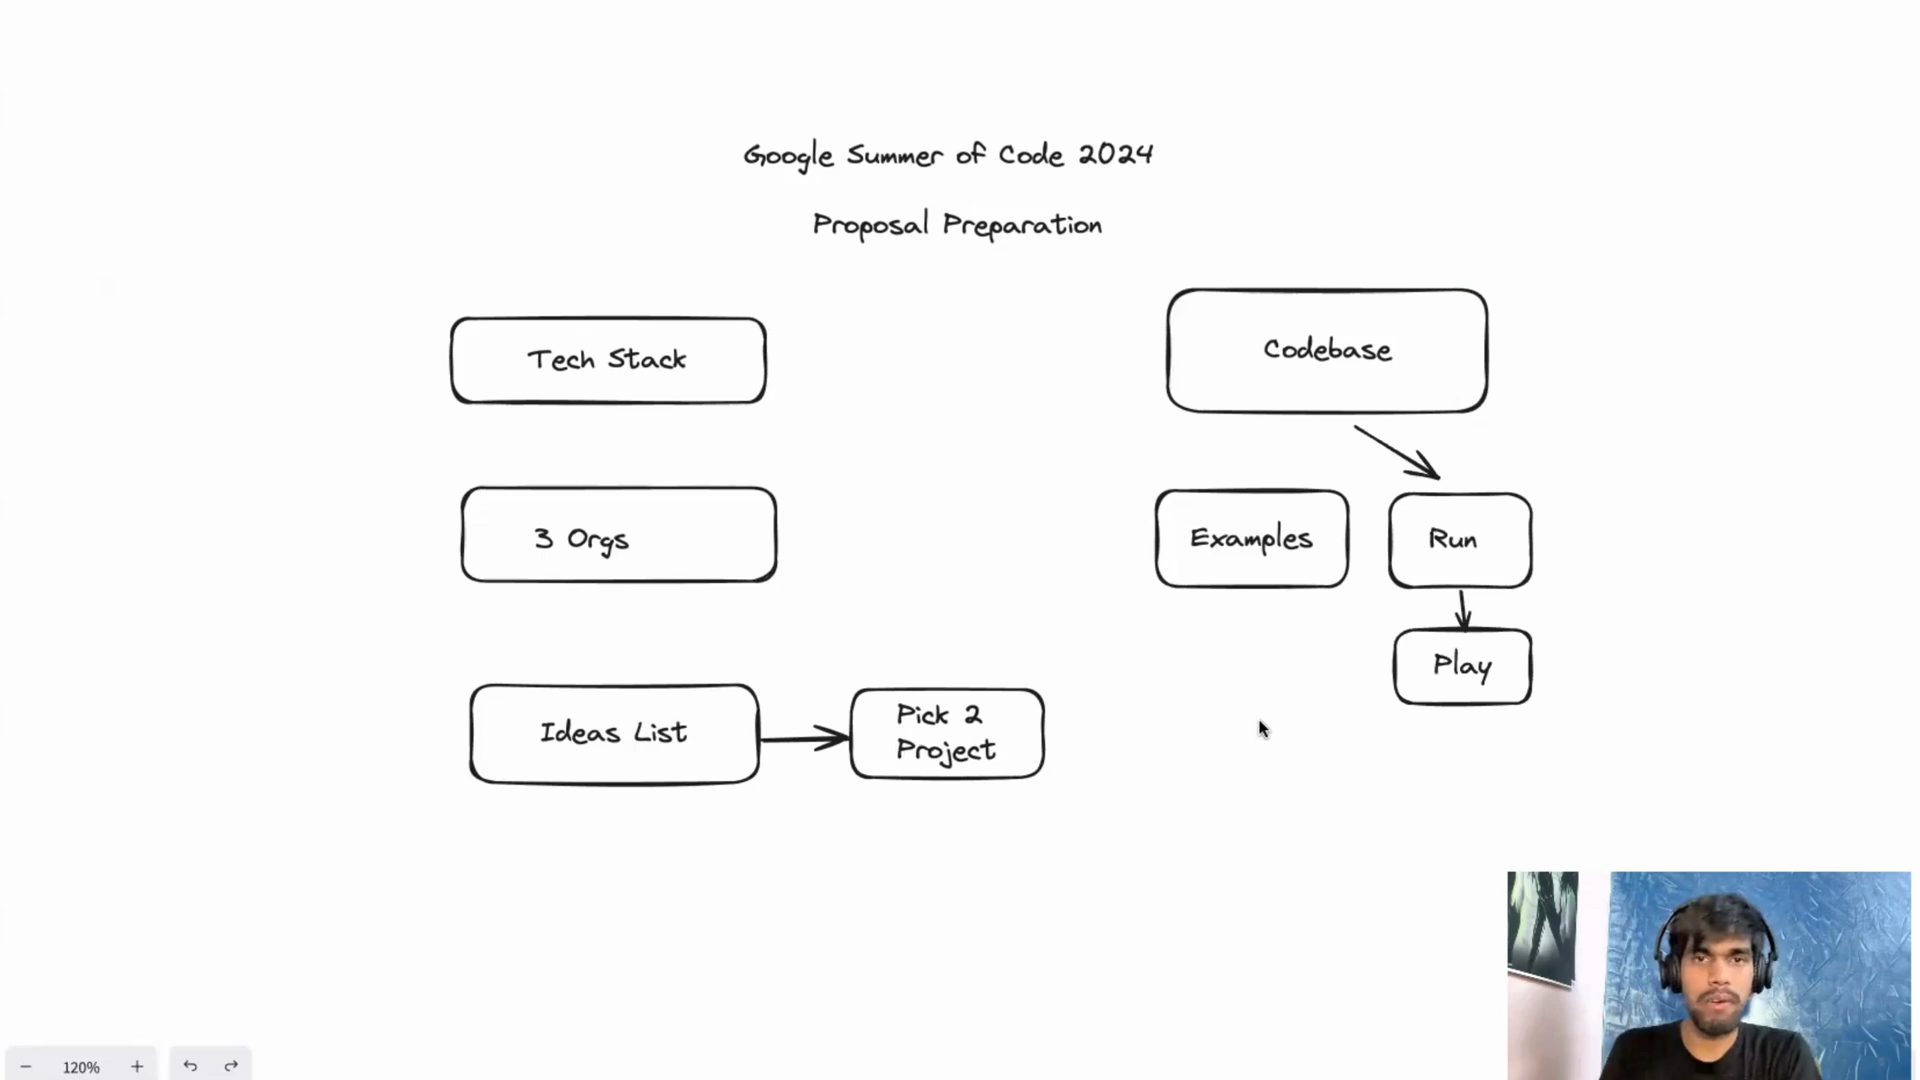 Google Summer of Code 2024
Proposal Preparation
Tech Stack
Codebase
3 Orgs
Examples
Run
Play
Ideas List
Pick 2
Project
120%